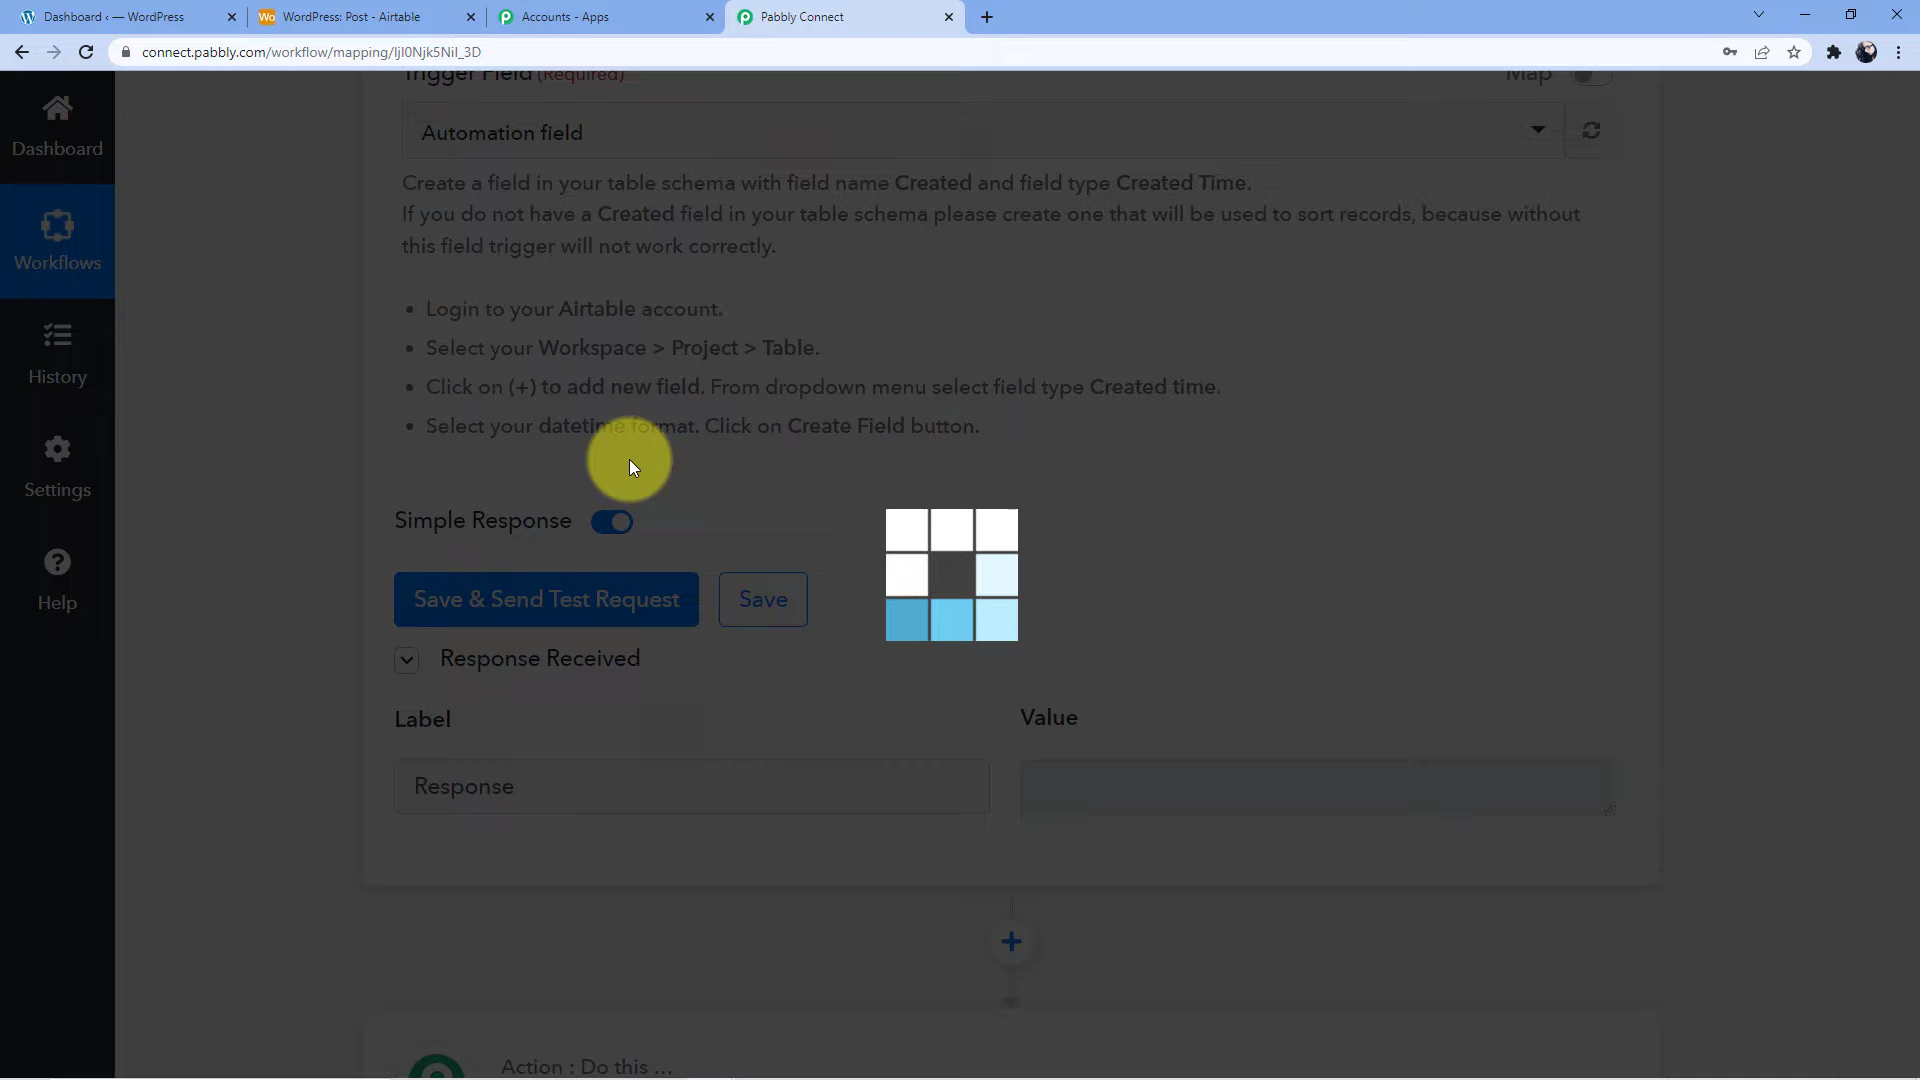 Dashboard ‹ — WordPress
Wo WordPress: Post - Airtable
Accounts - Apps
Pabbly Connect
connect.pabbly.com/workflow/mapping/IjI0Njk5NiI_3D
Trigger Field (Required)
Map
Automation field
Create a field in your table schema with field name Created and field type Created Time.
If you do not have a Created field in your table schema please create one that will be used to sort records, because without
this field trigger will not work correctly.
• Login to your Airtable account.
• Select your Workspace > Project > Table.
• Click on (+) to add new field. From dropdown menu select field type Created time.
• Select your datetime format. Click on Create Field button.
Simple Response
Save & Send Test Request
Save
Response Received
Label
Value
Response
Action : Do this ...
Dashboard
Workflows
History
Settings
Help